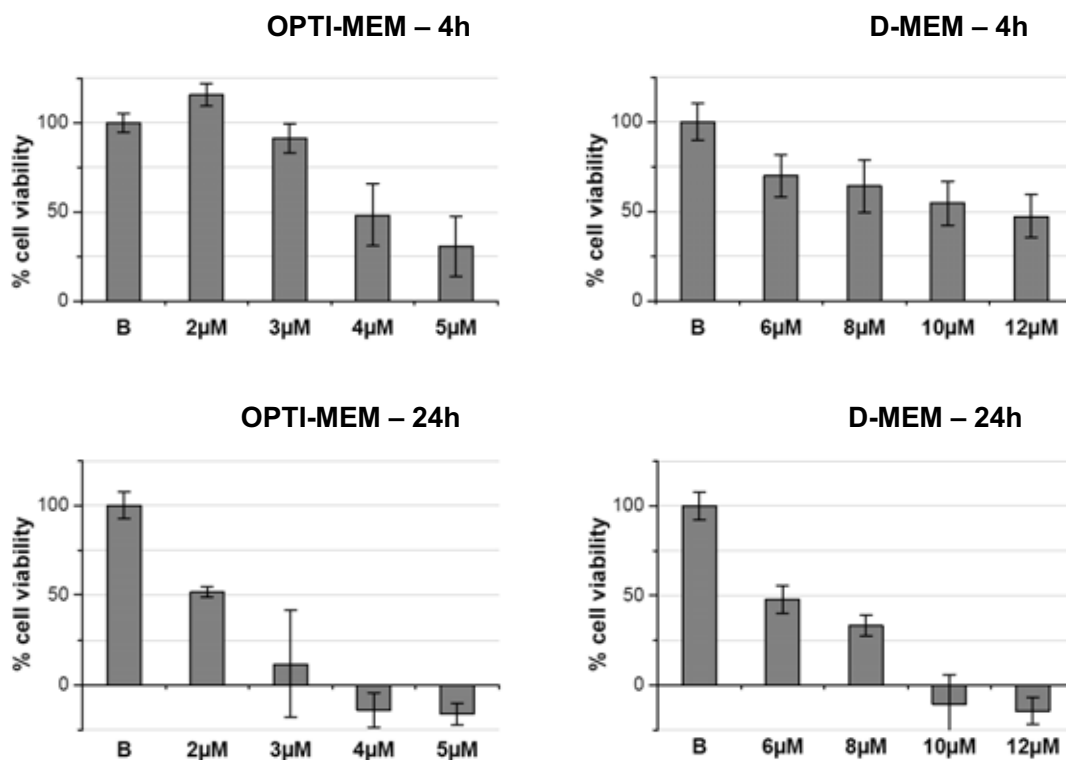 OPTI-MEM – 4h
% cell viability
100
50
0
B 2µM 3µM 4µM 5µM
D-MEM – 4h
% cell viability
100
50
0
B 6µM 8µM 10µM 12µM
OPTI-MEM – 24h
% cell viability
100
50
0
B 2µM 3µM 4µM 5µM
D-MEM – 24h
% cell viability
100
50
0
B 6µM 8µM 10µM 12µM